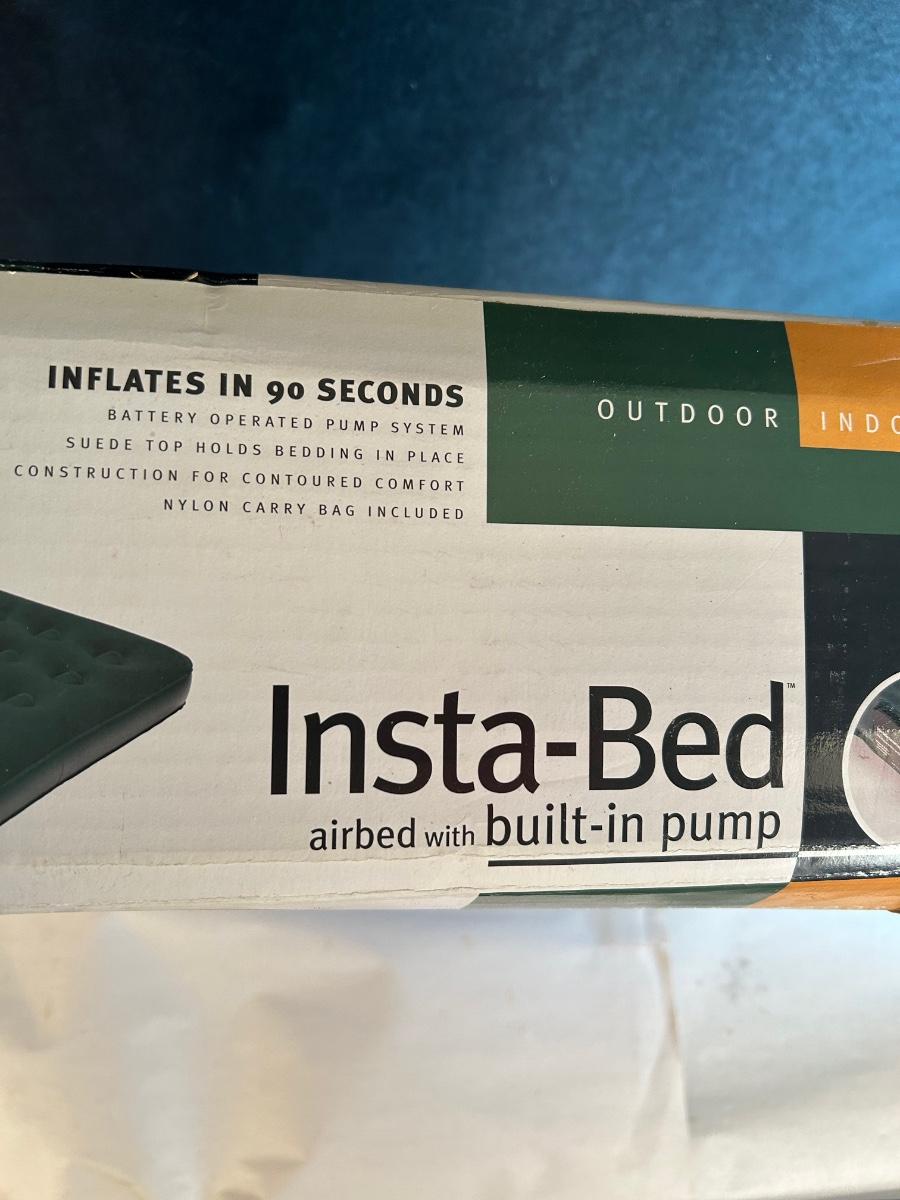 INFLATES IN 90 SECONDS
BATTERY OPERATED PUMP SYSTEM
SUEDE TOP HOLDS BEDDING IN PLACE
CONSTRUCTION FOR CONTOURED COMFORT
NYLON CARRY BAG INCLUDED
OUTDOOR
INDO
Insta-Bed™
airbed with built-in pump